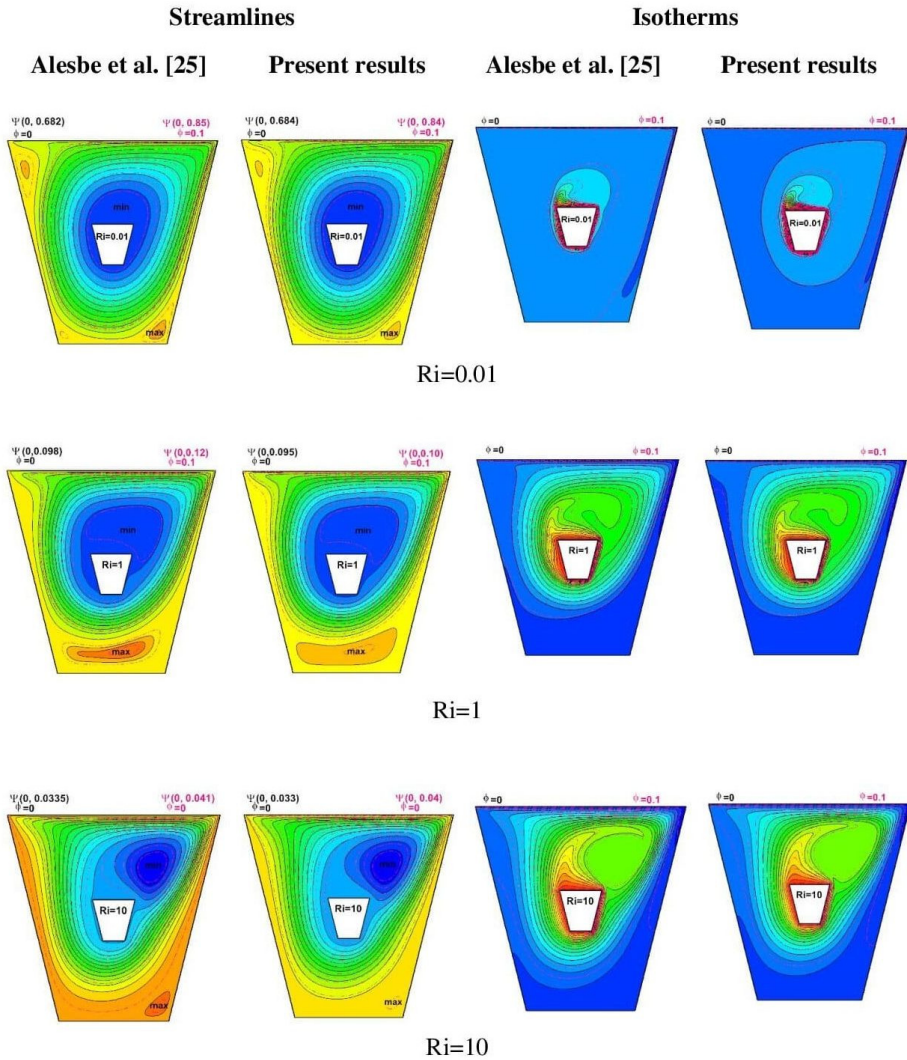 Streamlines Isotherms
Alesbe et al. [25] Present results Alesbe et al. [25] Present results
Ψ(0, 0.682) Ψ(0, 0.85) Ψ(0, 0.684) Ψ(0, 0.84) ϕ=0 ϕ=0.1 ϕ=0 ϕ=0.1
ϕ=0 ϕ=0.1 ϕ=0 ϕ=0.1
min min
Ri=0.01 Ri=0.01 Ri=0.01 Ri=0.01
max max
Ri=0.01
Ψ(0,0.098) Ψ(0,0.12) Ψ(0,0.095) Ψ(0,0.10) ϕ=0 ϕ=0.1 ϕ=0 ϕ=0.1
ϕ=0 ϕ=0.1 ϕ=0 ϕ=0.1
min min
Ri=1 Ri=1 Ri=1 Ri=1
max max
Ri=1
Ψ(0, 0.0335) Ψ(0, 0.041) Ψ(0, 0.033) Ψ(0, 0.04) ϕ=0 ϕ=0.1 ϕ=0 ϕ=0.1
ϕ=0 ϕ=0 ϕ=0 ϕ=0
min min
Ri=10 Ri=10 Ri=10 Ri=10
max max
Ri=10